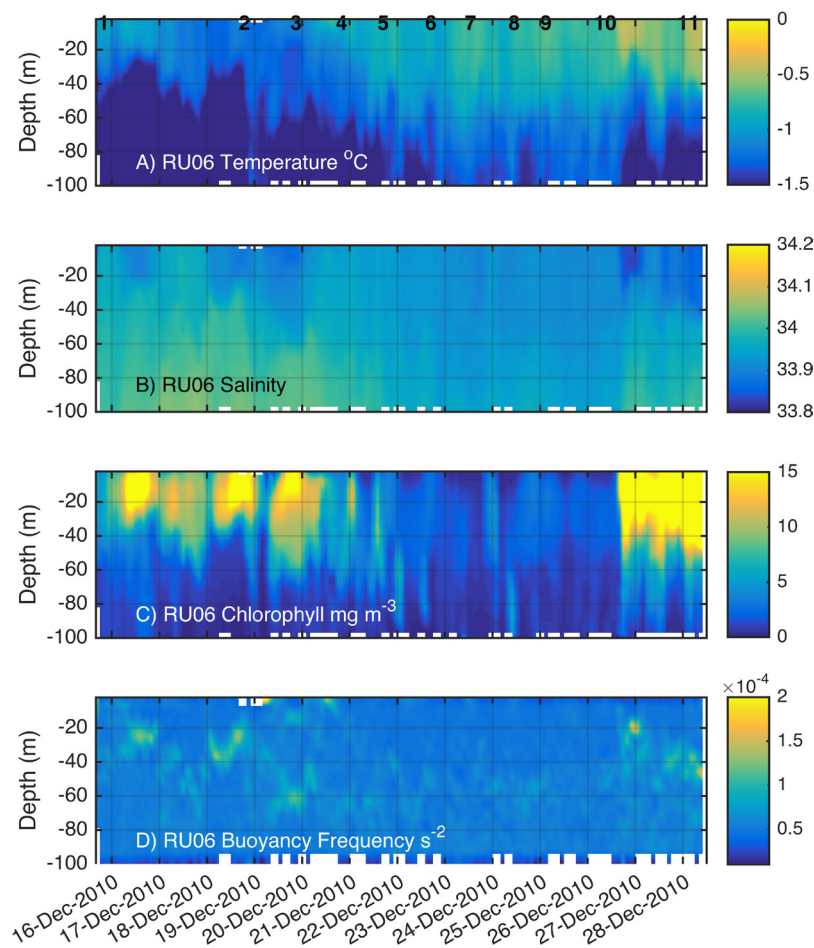 1 2 3 4 5 6 7 8 9 10 11
-20
-40
-60
-80
-100
Depth (m)
A) RU06 Temperature °C
0
-0.5
-1
-1.5
-20
-40
-60
-80
-100
Depth (m)
B) RU06 Salinity
34.2
34.1
34
33.9
33.8
-20
-40
-60
-80
-100
Depth (m)
C) RU06 Chlorophyll mg m⁻³
15
10
5
0
-20
-40
-60
-80
-100
Depth (m)
D) RU06 Buoyancy Frequency s⁻²
×10⁻⁴
2
1.5
1
0.5
16-Dec-2010
17-Dec-2010
18-Dec-2010
19-Dec-2010
20-Dec-2010
21-Dec-2010
22-Dec-2010
23-Dec-2010
24-Dec-2010
25-Dec-2010
26-Dec-2010
27-Dec-2010
28-Dec-2010